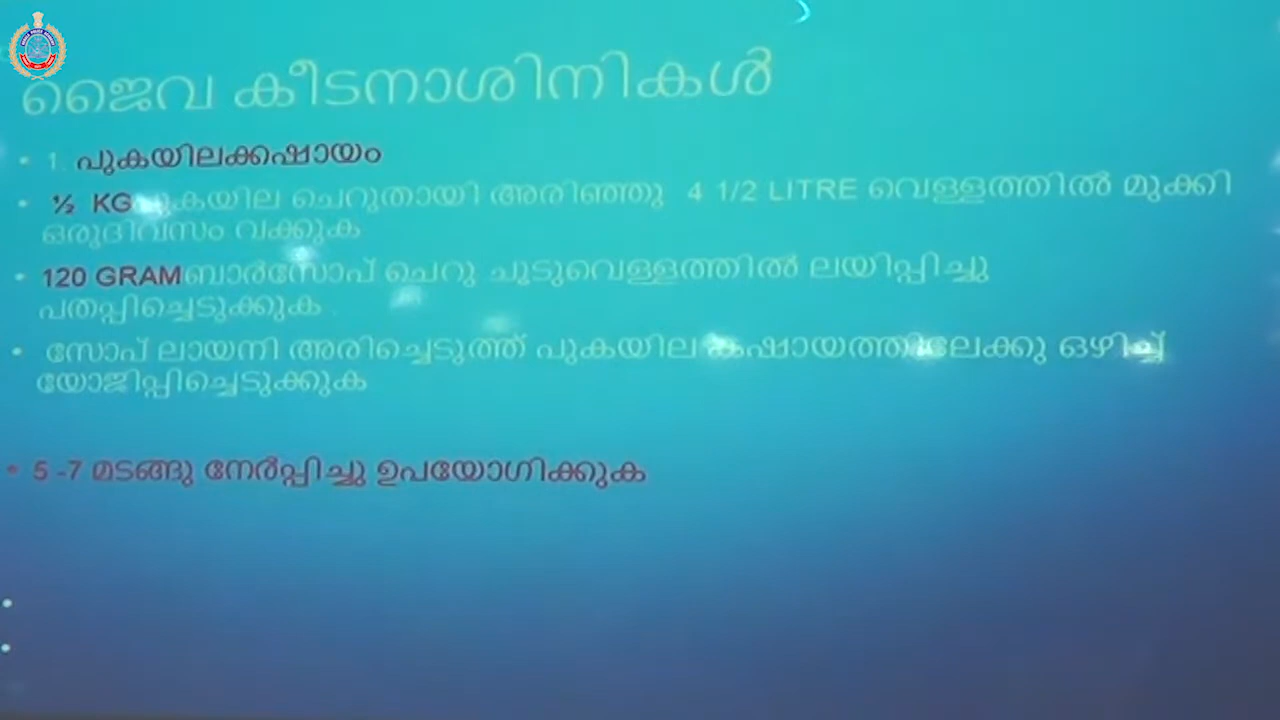 ജൈവ കീടനാശിനികൾ
1. പുകയിലക്കഷായം
½ KG പുകയില ചെറുതായി അരിഞ്ഞു 4 1/2 LITRE വെള്ളത്തിൽ മുക്കി
ഒരുദിവസം വക്കുക
120 GRAM ബാർസോപ് ചെറു ചൂടുവെള്ളത്തിൽ ലയിപ്പിച്ചു
പതപ്പിച്ചെടുക്കുക .
സോപ് ലായനി അരിച്ചെടുത്ത് പുകയില കഷായത്തിലേക്കു ഒഴിച്ച്
യോജിപ്പിച്ചെടുക്കുക
5 -7 മടങ്ങു നേർപ്പിച്ചു ഉപയോഗിക്കുക